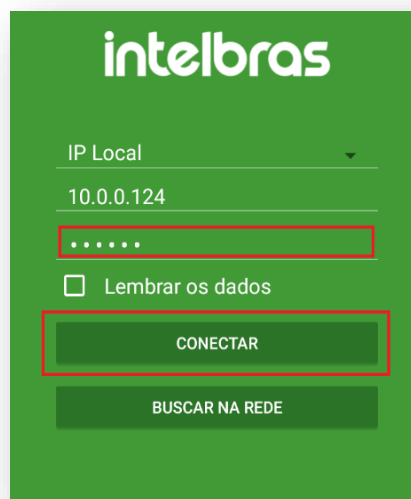 intelbras
IP Local
10.0.0.124
••••••
Lembrar os dados
CONECTAR
BUSCAR NA REDE